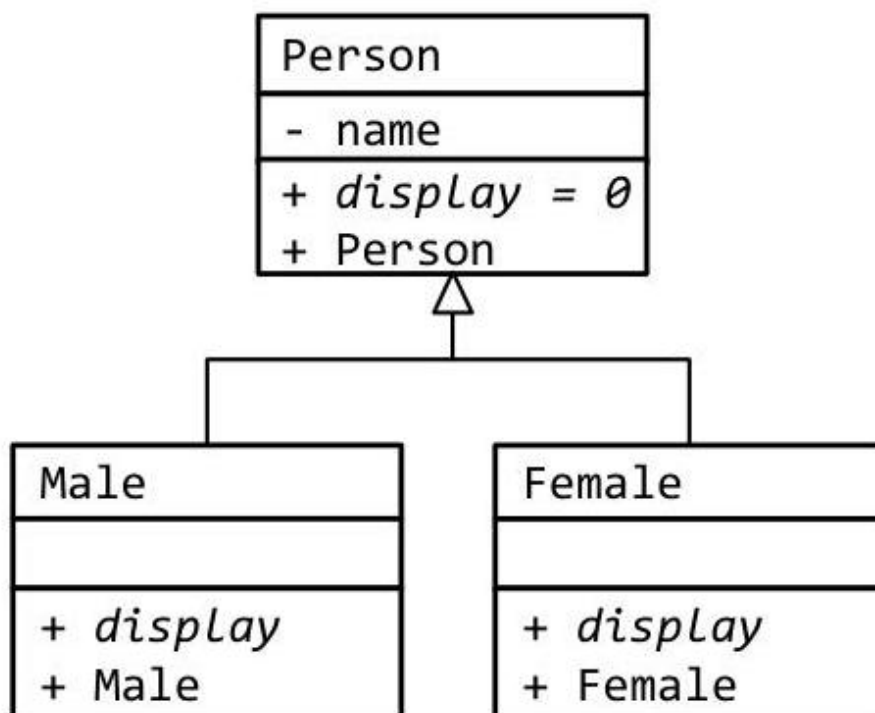 Person
- name
+ display = 0
+ Person
Male
+ display
+ Male
Female
+ display
+ Female